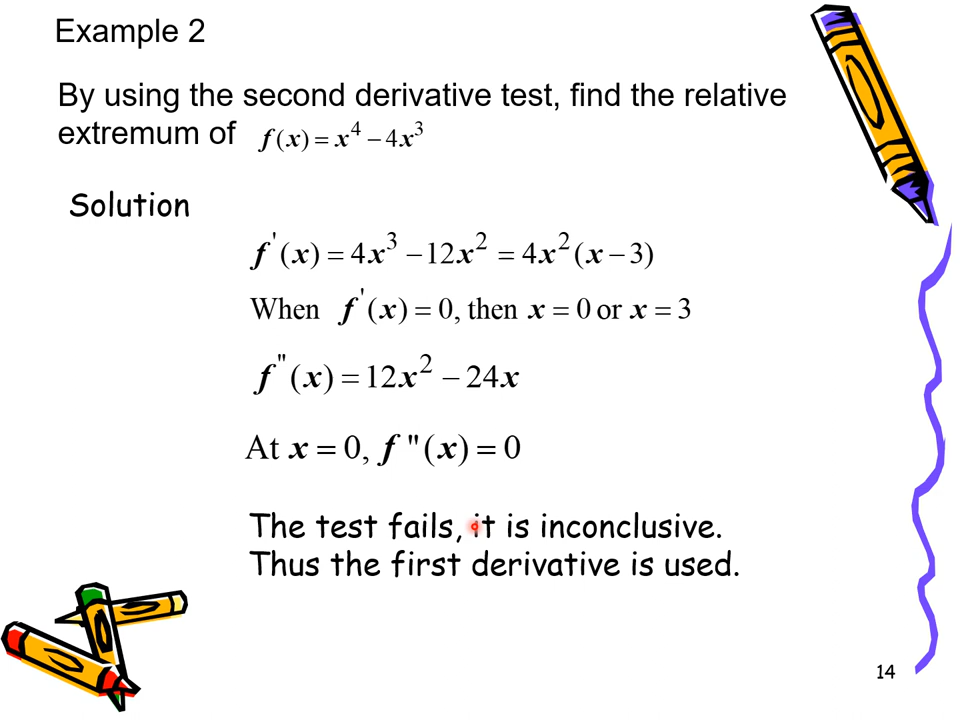 Example 2
By using the second derivative test, find the relative
extremum of f(x) = x⁴ − 4x³
Solution
f'(x) = 4x³ − 12x² = 4x²(x − 3)
When f'(x) = 0, then x = 0 or x = 3
f"(x) = 12x² − 24x
At x = 0, f "(x) = 0
The test fails, it is inconclusive.
Thus the first derivative is used.
14